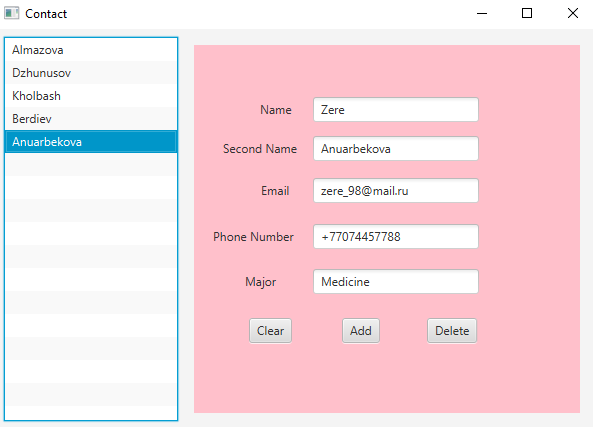 Contact
Almazova
Dzhunusov
Kholbash
Berdiev
Anuarbekova
Name Zere
Second Name Anuarbekova
Email zere_98@mail.ru
Phone Number +77074457788
Major Medicine
Clear Add Delete